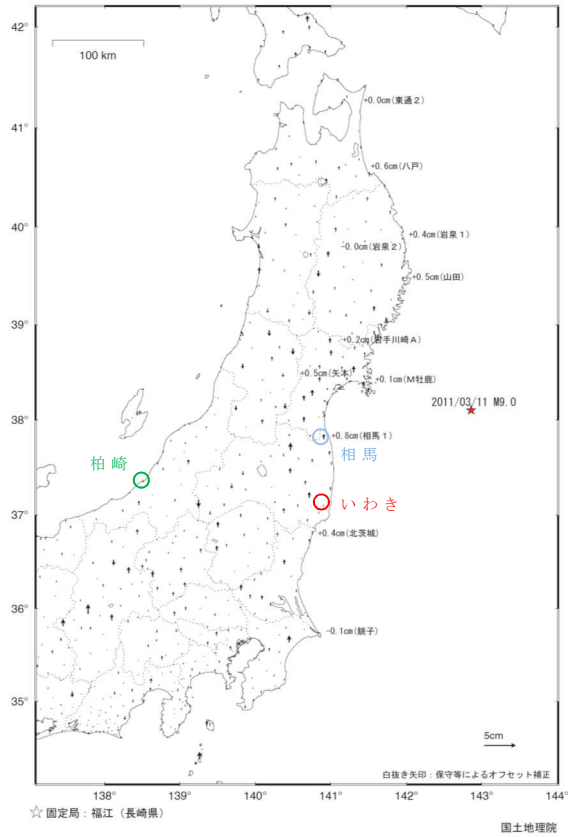 42°
100 km
+0.0cm(東通2)
41°
+0.6cm(八戸)
40°
+0.4cm(岩泉1)
−0.0cm(岩泉2)
+0.5cm(山田)
39°
+0.2cm(岩手川崎A)
+0.5cm(矢本)
+0.1cm(M牡鹿)
2011/03/11 M9.0
38°
+0.8cm(相馬1)
相馬
柏崎
いわき
37°
+0.4cm(北茨城)
36°
−0.1cm(銚子)
35°
5cm
白抜き矢印:保守等によるオフセット補正
138° 139° 140° 141° 142° 143° 144°
☆ 固定局:福江(長崎県)
国土地理院